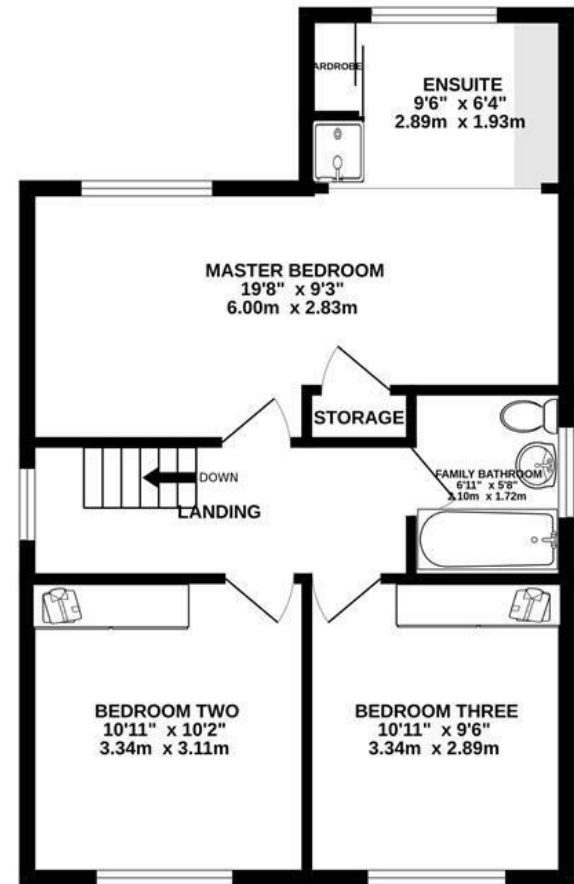 ARDROBE
ENSUITE
9'6" x 6'4"
2.89m x 1.93m
MASTER BEDROOM
19'8" x 9'3"
6.00m x 2.83m
STORAGE
DOWN
LANDING
FAMILY BATHROOM
6'11" x 5'8"
2.10m x 1.72m
BEDROOM TWO
10'11" x 10'2"
3.34m x 3.11m
BEDROOM THREE
10'11" x 9'6"
3.34m x 2.89m